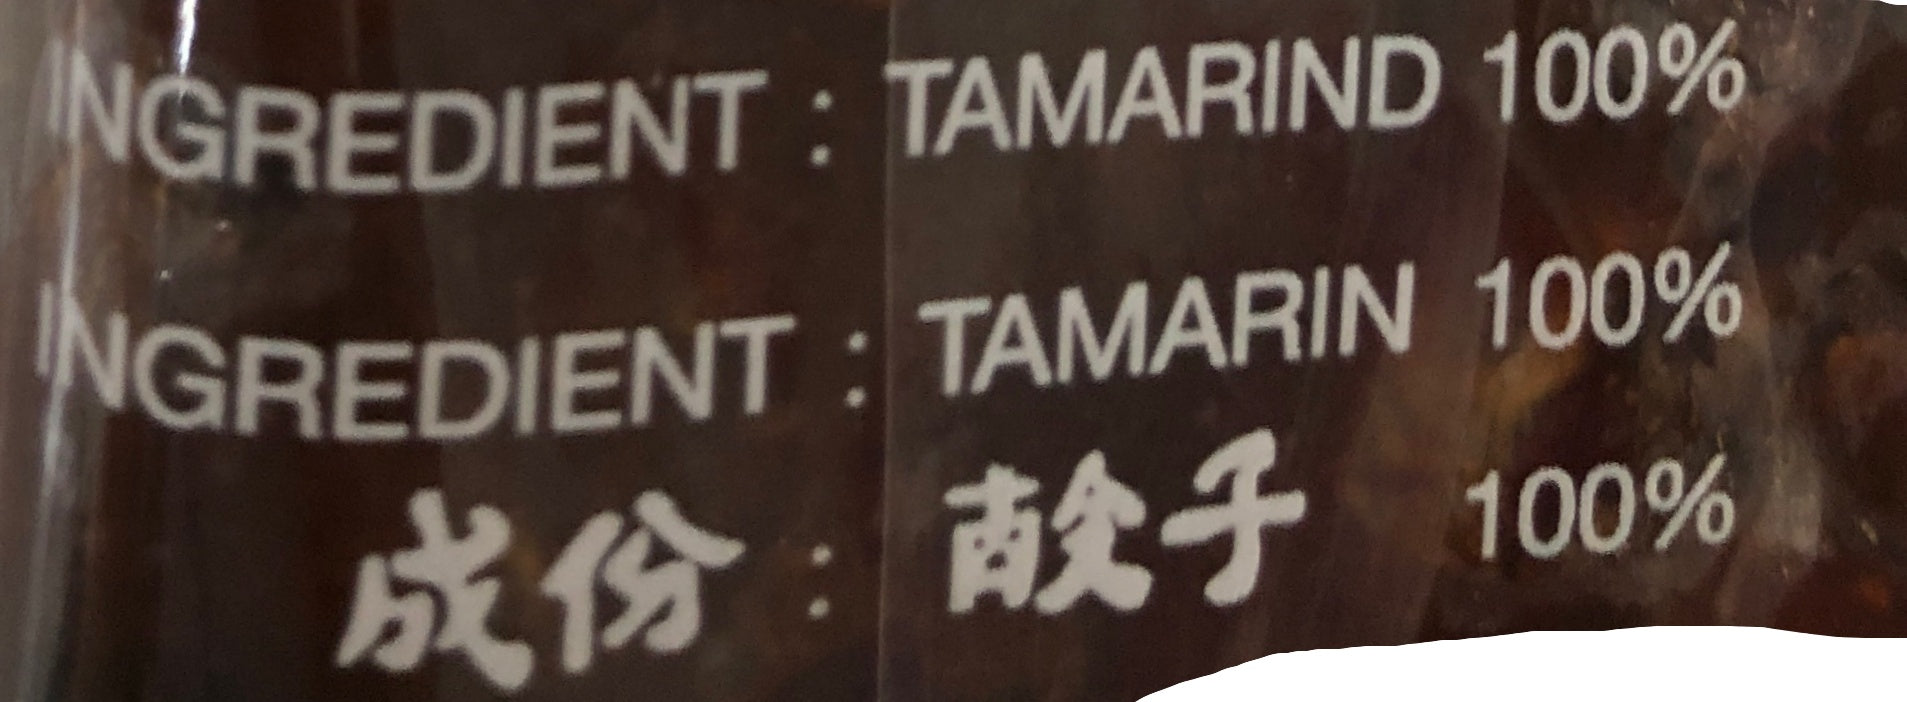 INGREDIENT : TAMARIND 100%
INGREDIENT : TAMARIN 100%
成份 : 酸子 100%